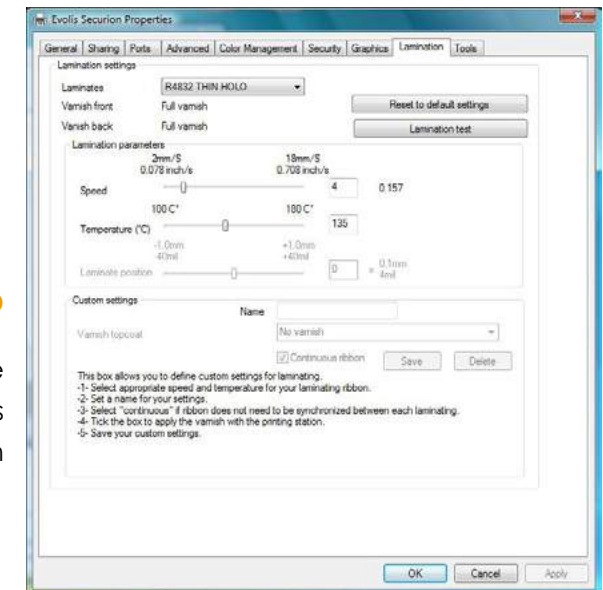 Evolis Securion Properties
General Sharing Ports Advanced Color Management Security Graphics Lamination Tools
Lamination settings
Laminates R4832 THIN HOLO
Varnish front Full varnish Reset to default settings
Vanish back Full varnish Lamination test
Lamination parameters
2mm/S 18mm/S
0.078 inch/s 0.708 inch/s
Speed 4 0.157
100 C° 180 C°
Temperature (°C) 135
-1.0mm +1.0mm
-40mil +40mil
Laminate position 0 = 0,1mm
4mil
Custom settings
Name
Varnish topcoat No varnish
Continuous ribbon Save Delete
This box allows you to define custom settings for laminating.
-1- Select appropriate speed and temperature for your laminating ribbon.
-2- Set a name for your settings.
-3- Select "continuous" if ribbon does not need to be synchronized between each laminating.
-4- Tick the box to apply the varnish with the printing station.
-5- Save your custom settings.
OK Cancel Apply